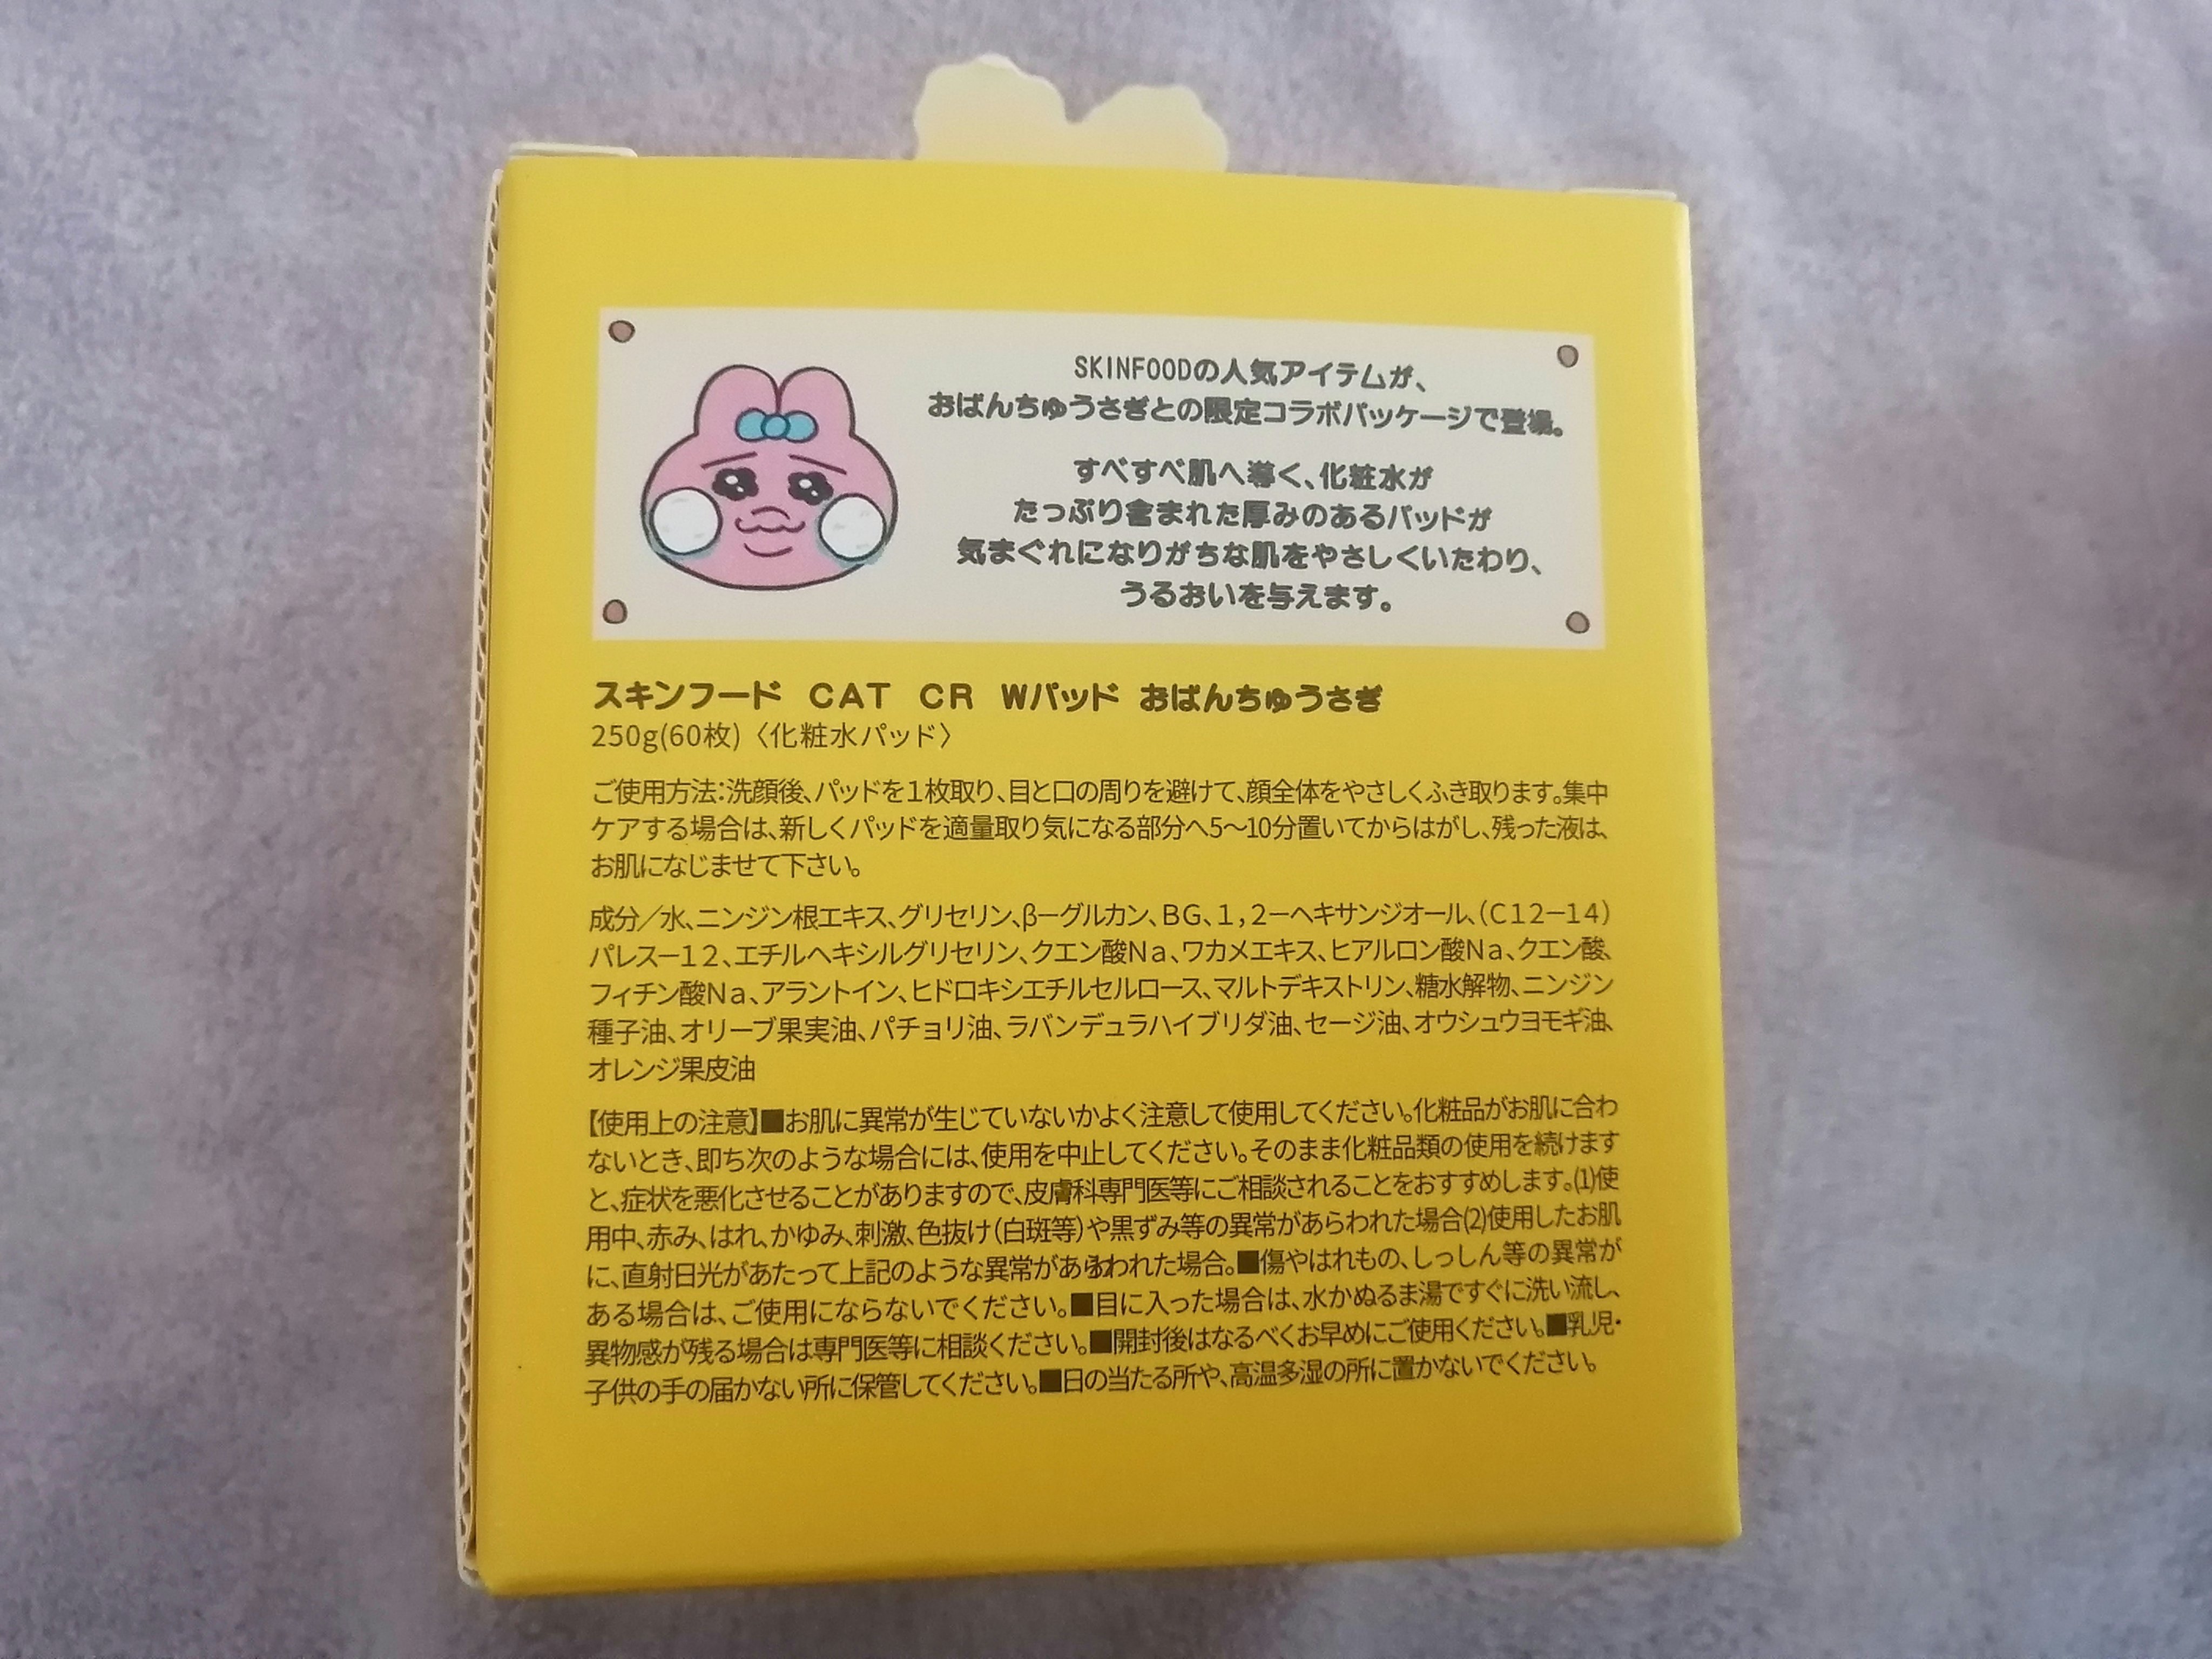 SKINFOODの人気アイテムが、
おぱんちゅうさぎとの限定コラボパッケージで登場。
すべすべ肌へ導く、化粧水が
たっぷり含まれた厚みのあるパッドが
気まぐれになりがちな肌をやさしくいたわり、
うるおいを与えます。
スキンフード CAT CR Wパッド おぱんちゅうさぎ
250g(60枚)〈化粧水パッド〉
ご使用方法:洗顔後、パッドを1枚取り、目と口の周りを避けて、顔全体をやさしくふき取ります。集中
ケアする場合は、新しくパッドを適量取り気になる部分へ5〜10分置いてからはがし、残った液は、
お肌になじませて下さい。
成分/水、ニンジン根エキス、グリセリン、β-グルカン、BG、1,2-ヘキサンジオール、(C12-14)
パレス-12、エチルヘキシルグリセリン、クエン酸Na、ワカメエキス、ヒアルロン酸Na、クエン酸、
フィチン酸Na、アラントイン、ヒドロキシエチルセルロース、マルトデキストリン、糖水解物、ニンジン
種子油、オリーブ果実油、パチョリ油、ラバンデュラハイブリダ油、セージ油、オウシュウヨモギ油、
オレンジ果皮油
【使用上の注意】■お肌に異常が生じていないかよく注意して使用してください。化粧品がお肌に合わ
ないとき、即ち次のような場合には、使用を中止してください。そのまま化粧品類の使用を続けます
と、症状を悪化させることがありますので、皮膚科専門医等にご相談されることをおすすめします。(1)使
用中、赤み、はれ、かゆみ、刺激、色抜け(白斑等)や黒ずみ等の異常があらわれた場合(2)使用したお肌
に、直射日光があたって上記のような異常があらわれた場合。■傷やはれもの、しっしん等の異常が
ある場合は、ご使用にならないでください。■目に入った場合は、水かぬるま湯ですぐに洗い流し、
異物感が残る場合は専門医等に相談ください。■開封後はなるべくお早めにご使用ください。■乳児・
子供の手の届かない所に保管してください。■日の当たる所や、高温多湿の所に置かないでください。